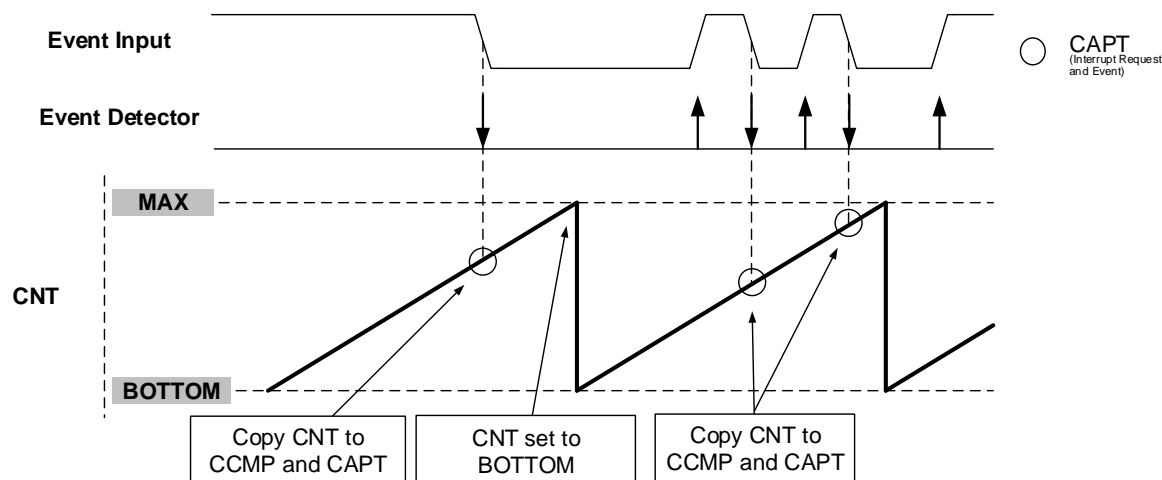 Event Input
CAPT
(Interrupt Request
and Event)
Event Detector
MAX
CNT
BOTTOM
Copy CNT to
CCMP and CAPT
CNT set to
BOTTOM
Copy CNT to
CCMP and CAPT